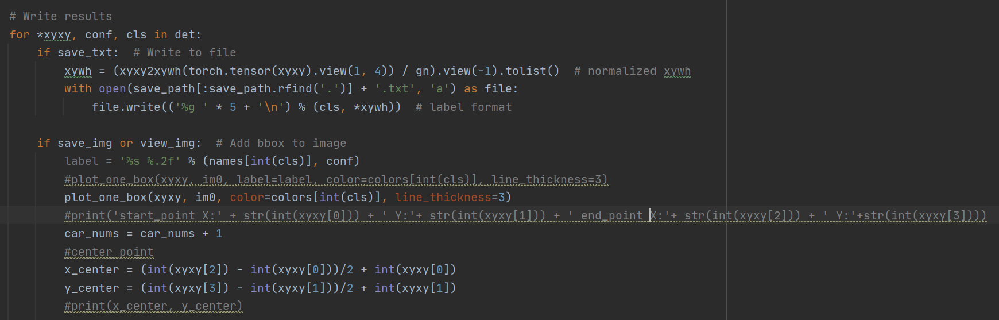 # Write results
for *xyxy, conf, cls in det:
    if save_txt:  # Write to file
        xywh = (xyxy2xywh(torch.tensor(xyxy).view(1, 4)) / gn).view(-1).tolist()  # normalized xywh
        with open(save_path[:save_path.rfind('.')] + '.txt', 'a') as file:
            file.write(('%g ' * 5 + '\n') % (cls, *xywh))  # label format

    if save_img or view_img:  # Add bbox to image
        label = '%s %.2f' % (names[int(cls)], conf)
        #plot_one_box(xyxy, im0, label=label, color=colors[int(cls)], line_thickness=3)
        plot_one_box(xyxy, im0, color=colors[int(cls)], line_thickness=3)
        #print('start_point X:' + str(int(xyxy[0])) + ' Y:'+ str(int(xyxy[1])) + ' end_point X:'+ str(int(xyxy[2])) + ' Y:'+str(int(xyxy[3])))
        car_nums = car_nums + 1
        #center point
        x_center = (int(xyxy[2]) - int(xyxy[0]))/2 + int(xyxy[0])
        y_center = (int(xyxy[3]) - int(xyxy[1]))/2 + int(xyxy[1])
        #print(x_center, y_center)